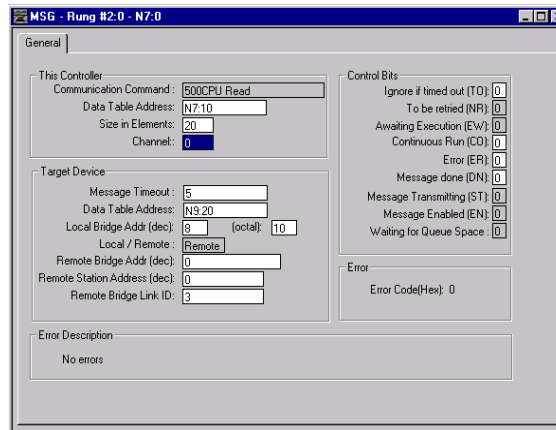 MSG - Rung #2:0 - N7:0
General
This Controller
Communication Command : 500CPU Read
Data Table Address: N7:10
Size in Elements: 20
Channel:: 0
Target Device
Message Timeout : 5
Data Table Address: N9:20
Local Bridge Addr (dec): 8 (octal): 10
Local / Remote : Remote
Remote Bridge Addr (dec): 0
Remote Station Address (dec): 0
Remote Bridge Link ID: 3
Control Bits
Ignore if timed out (TO): 0
To be retried (NR): 0
Awaiting Execution (EW): 0
Continuous Run (CO): 0
Error (ER): 0
Message done (DN): 0
Message Transmitting (ST): 0
Message Enabled (EN): 0
Waiting for Queue Space : 0
Error
Error Code(Hex): 0
Error Description
No errors